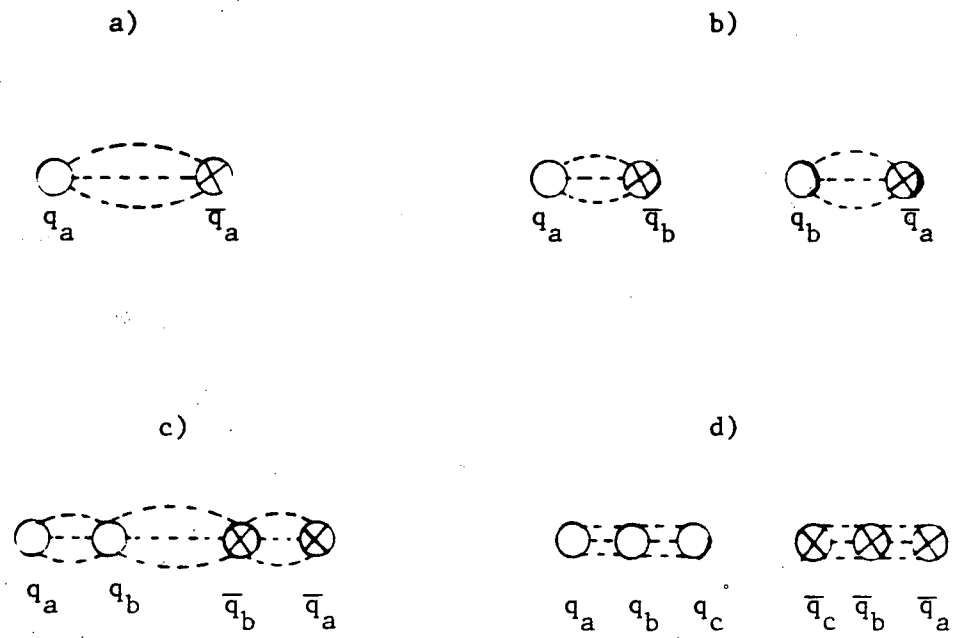 a) b)
q_a q̅_a q_a q̅_b q_b q̅_a
c) d)
q_a q_b q̅_b q̅_a q_a q_b q_c q̅_c q̅_b q̅_a